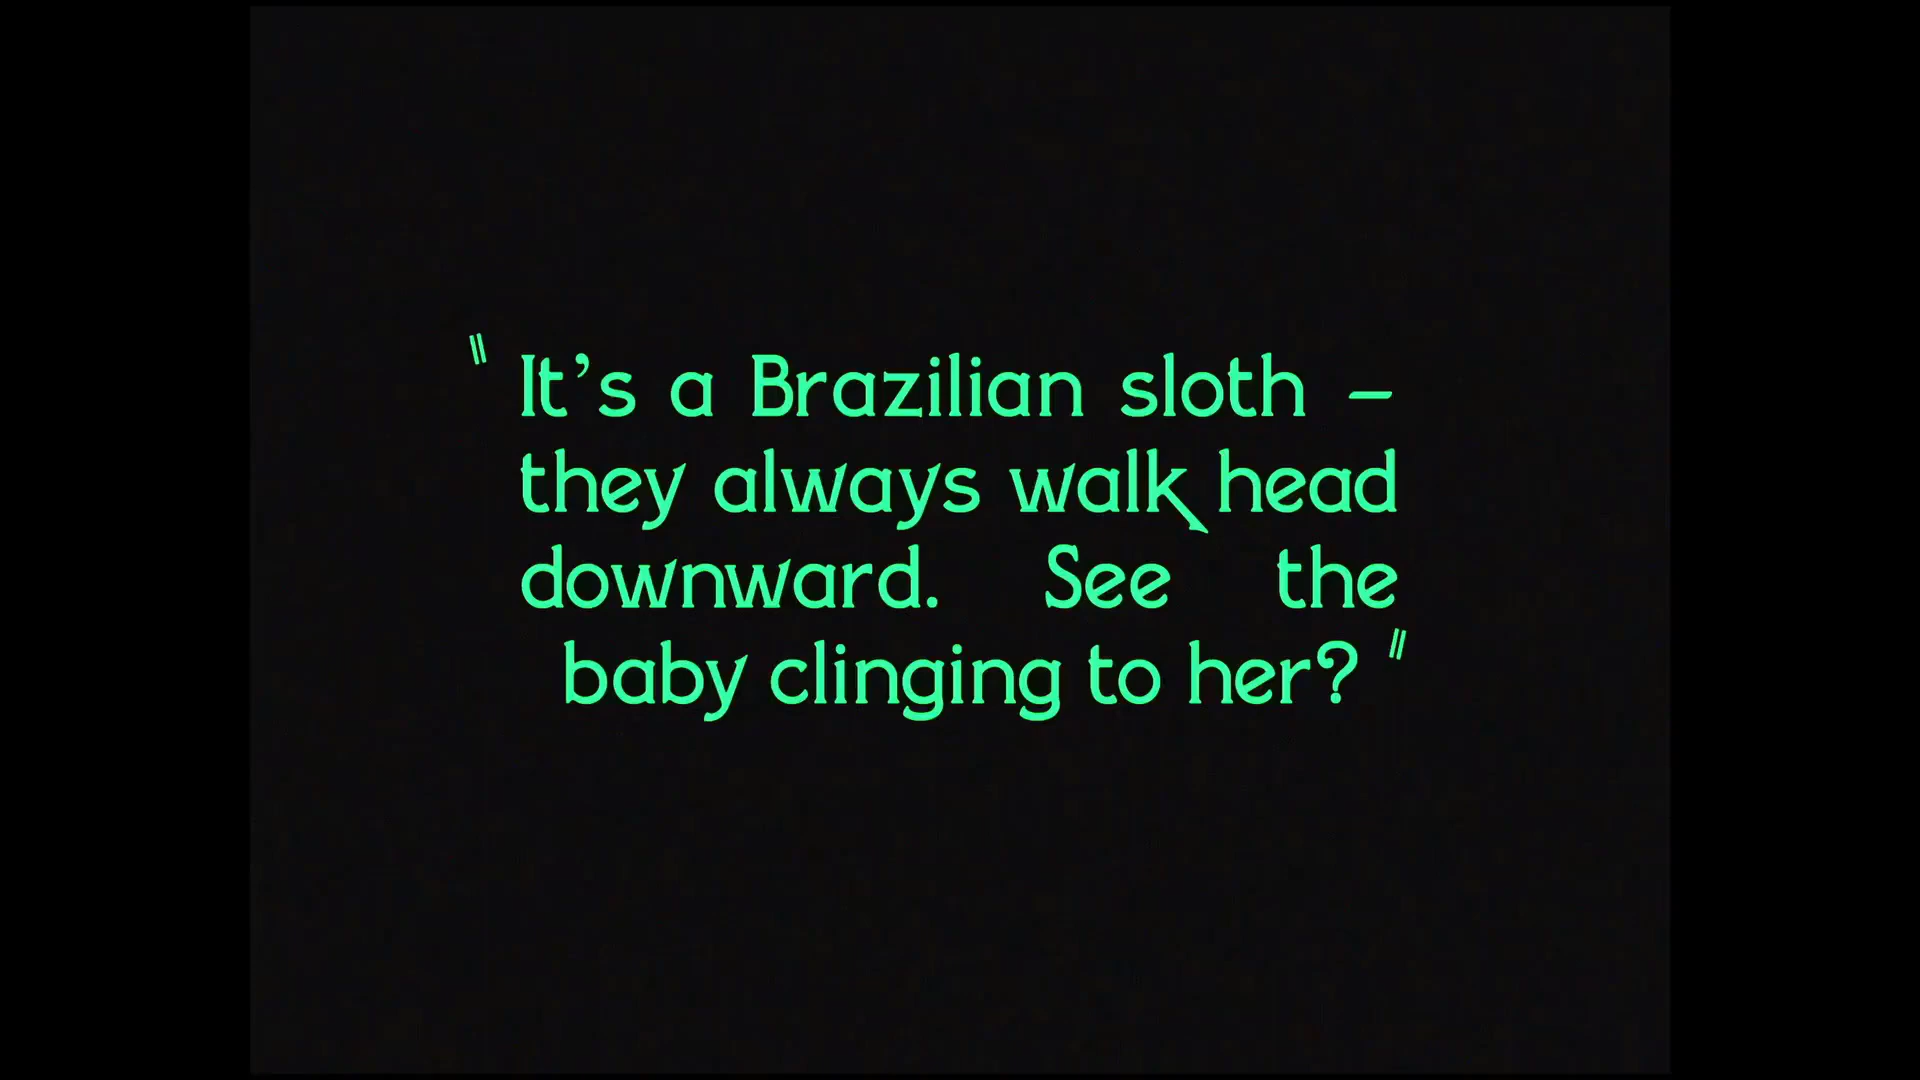 "It's a Brazilian sloth –
they always walk head
downward. See the
baby clinging to her?"